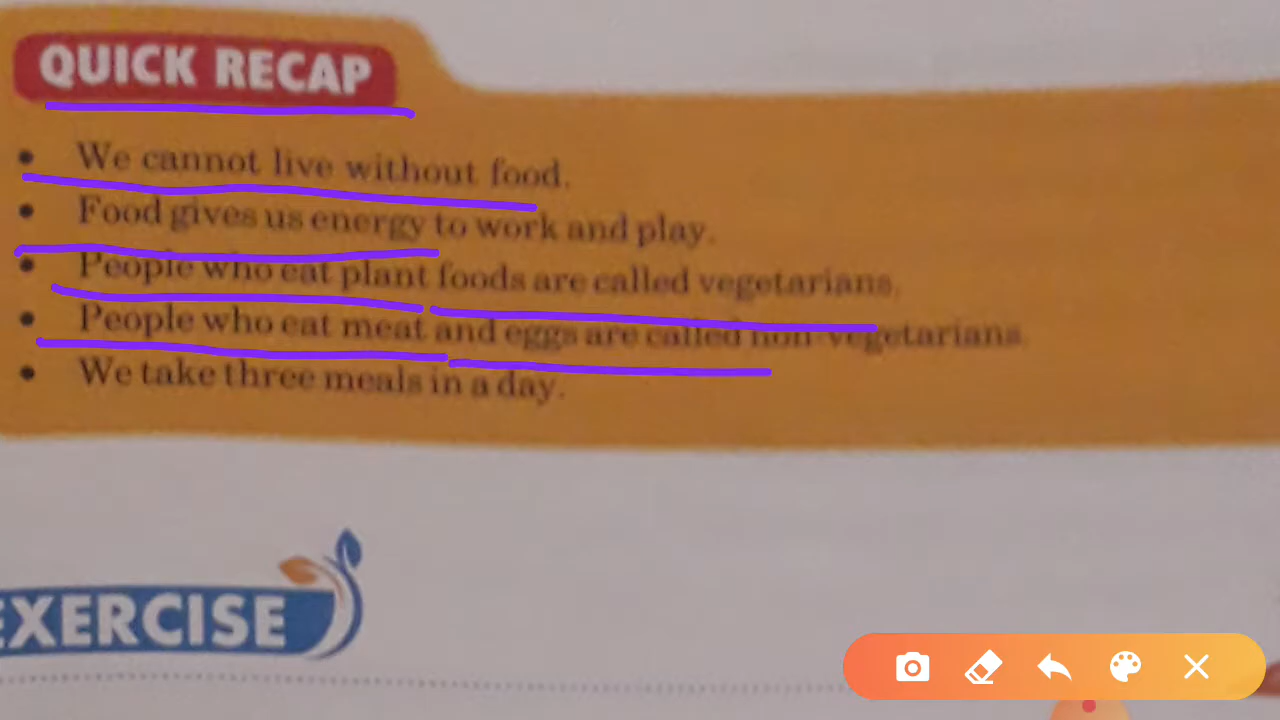 QUICK RECAP
• We cannot live without food.
• Food gives us energy to work and play.
• People who eat plant foods are called vegetarians.
• People who eat meat and eggs are called non-vegetarians.
• We take three meals in a day.
EXERCISE